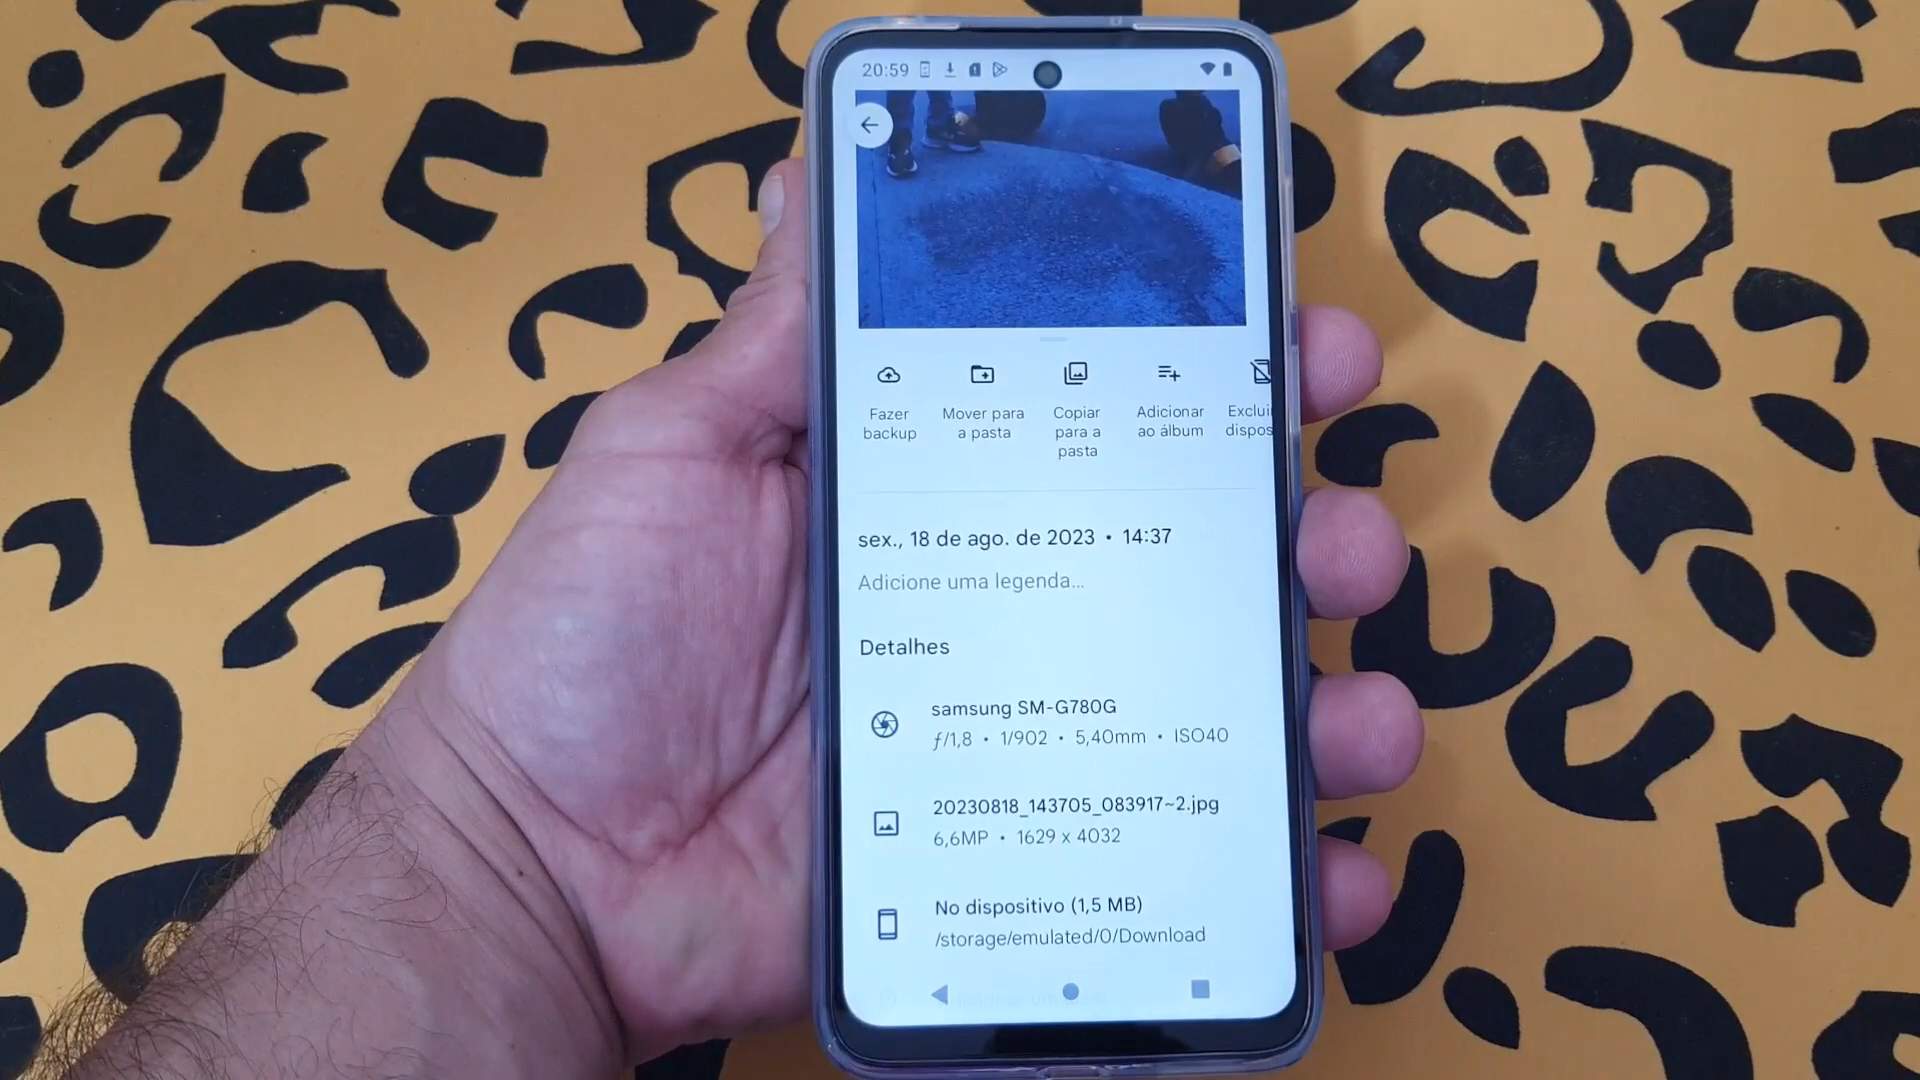 20:59
Fazer backup
Mover para a pasta
Copiar para a pasta
Adicionar ao álbum
Exclui dispos
sex., 18 de ago. de 2023 • 14:37
Adicione uma legenda...
Detalhes
samsung SM-G780G
ƒ/1,8 • 1/902 • 5,40mm • ISO40
20230818_143705_083917~2.jpg
6,6MP • 1629 x 4032
No dispositivo (1,5 MB)
/storage/emulated/0/Download